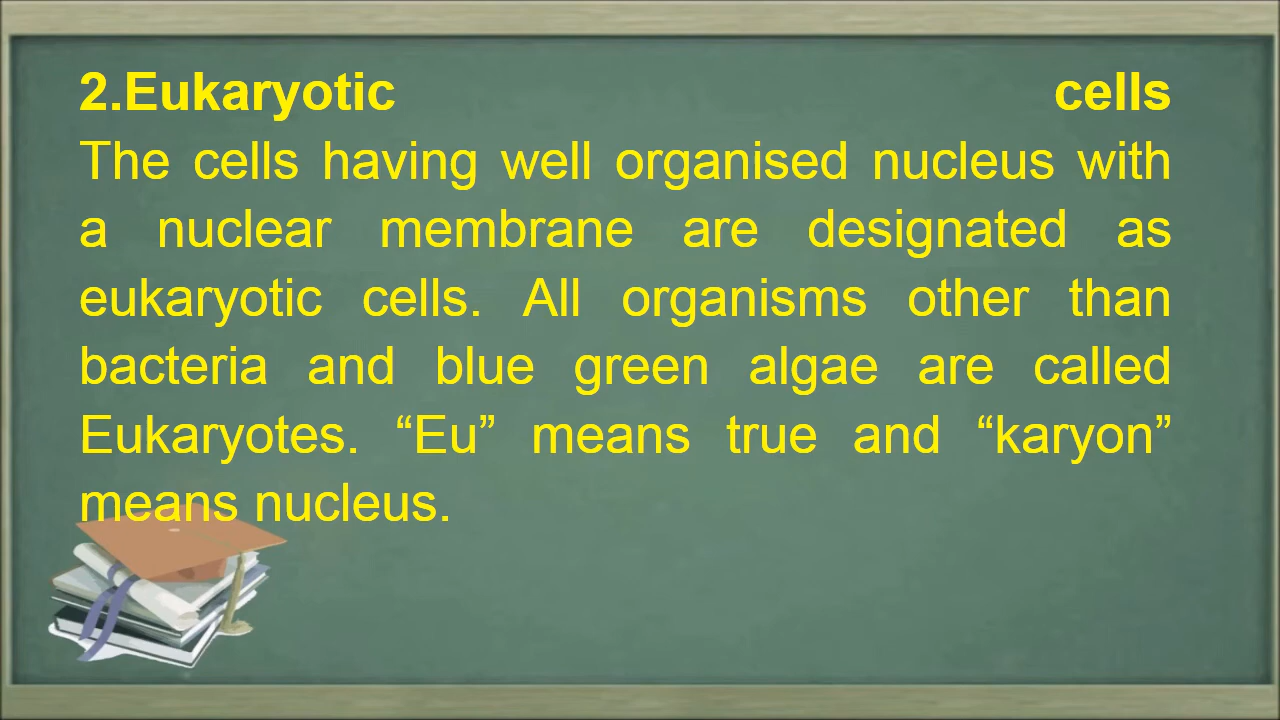 2.Eukaryotic cells
The cells having well organised nucleus with
a nuclear membrane are designated as
eukaryotic cells. All organisms other than
bacteria and blue green algae are called
Eukaryotes. “Eu” means true and “karyon”
means nucleus.